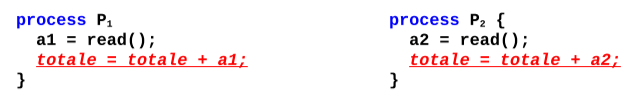 process P₁
a1 = read();
totale = totale + a1;
}
process P₂ {
a2 = read();
totale = totale + a2;
}